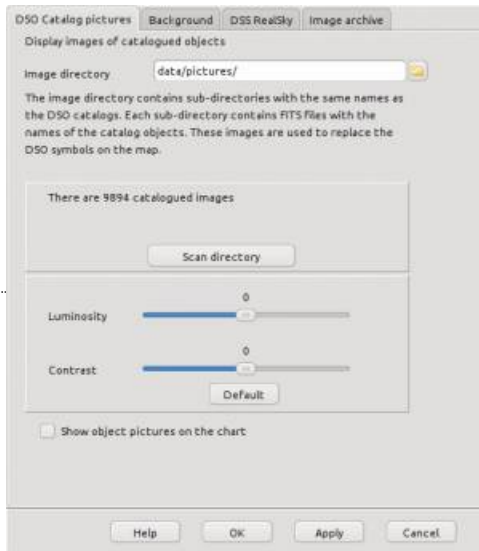 DSO Catalog pictures Background DSS RealSky Image archive
Display images of catalogued objects
Image directory data/pictures/
The image directory contains sub-directories with the same names as
the DSO catalogs. Each sub-directory contains FITS files with the
names of the catalog objects. These images are used to replace the
DSO symbols on the map.
There are 9894 catalogued images
Scan directory
0
Luminosity
0
Contrast
Default
Show object pictures on the chart
Help OK Apply Cancel